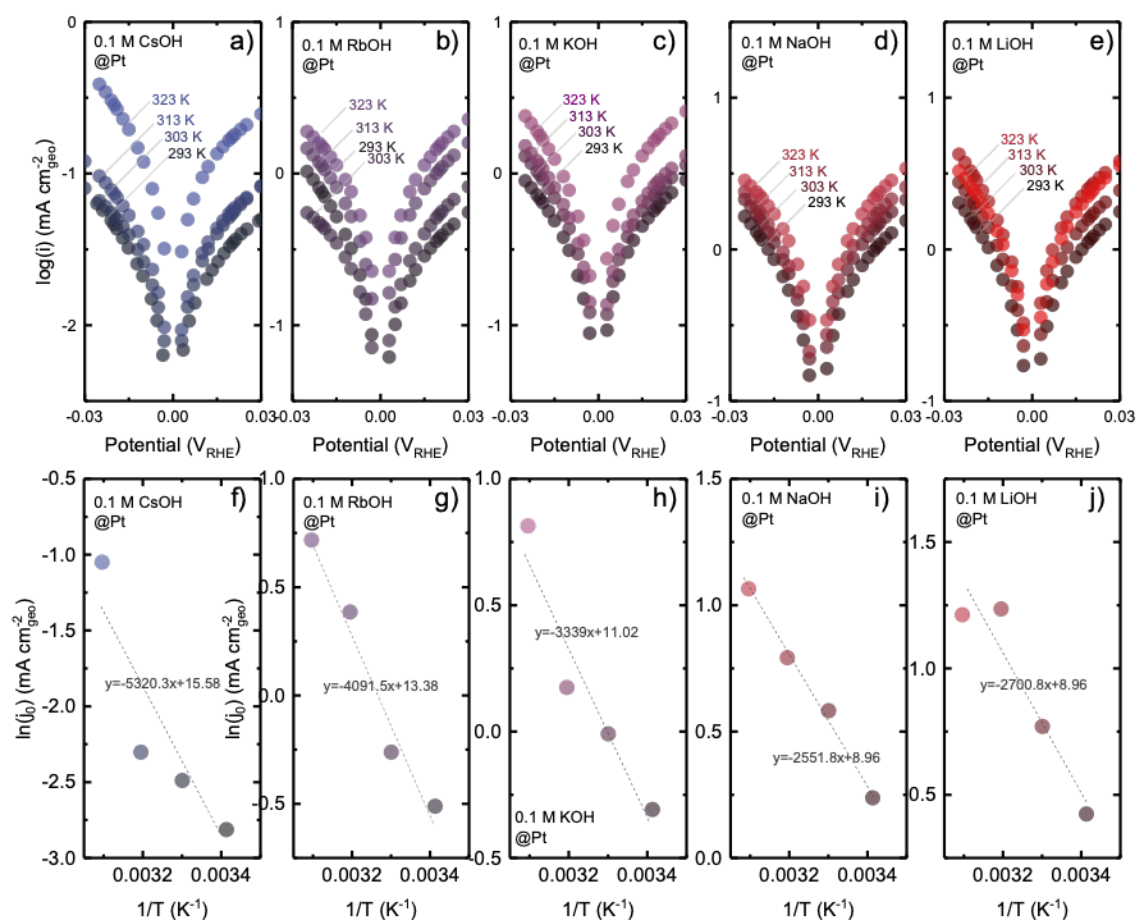 a)
0.1 M CsOH
@Pt
323 K
313 K
303 K
293 K
log(i) (mA cm⁻²geo)
0
-1
-2
-0.03
0.00
0.03
Potential (V_RHE)
b)
0.1 M RbOH
@Pt
323 K
313 K
293 K
303 K
1
0
-1
-0.03
0.00
0.03
Potential (V_RHE)
c)
0.1 M KOH
@Pt
323 K
313 K
303 K
293 K
1
0
-1
-0.03
0.00
0.03
Potential (V_RHE)
d)
0.1 M NaOH
@Pt
323 K
313 K
303 K
293 K
1
0
-1
-0.03
0.00
0.03
Potential (V_RHE)
e)
0.1 M LiOH
@Pt
323 K
313 K
303 K
293 K
1
0
-1
-0.03
0.00
0.03
Potential (V_RHE)
f)
0.1 M CsOH
@Pt
y=-5320.3x+15.58
ln(j₀) (mA cm⁻²geo)
-0.5
-1.0
-1.5
-2.0
-2.5
-3.0
0.0032
0.0034
1/T (K⁻¹)
g)
0.1 M RbOH
@Pt
y=-4091.5x+13.38
ln(j₀) (mA cm⁻²geo)
1.0
0.5
0.0
-0.5
0.0032
0.0034
1/T (K⁻¹)
h)
y=-3339x+11.02
0.1 M KOH
@Pt
1.0
0.5
0.0
-0.5
0.0032
0.0034
1/T (K⁻¹)
i)
0.1 M NaOH
@Pt
y=-2551.8x+8.96
1.5
1.0
0.5
0.0
0.0032
0.0034
1/T (K⁻¹)
j)
0.1 M LiOH
@Pt
y=-2700.8x+8.96
1.5
1.0
0.5
0.0032
0.0034
1/T (K⁻¹)